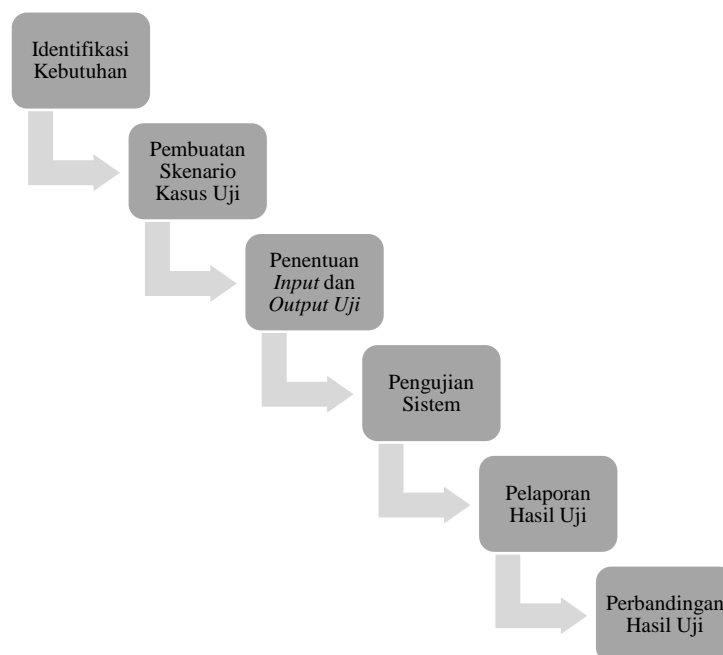 Identifikasi
Kebutuhan
Pembuatan
Skenario
Kasus Uji
Penentuan
Input dan
Output Uji
Pengujian
Sistem
Pelaporan
Hasil Uji
Perbandingan
Hasil Uji